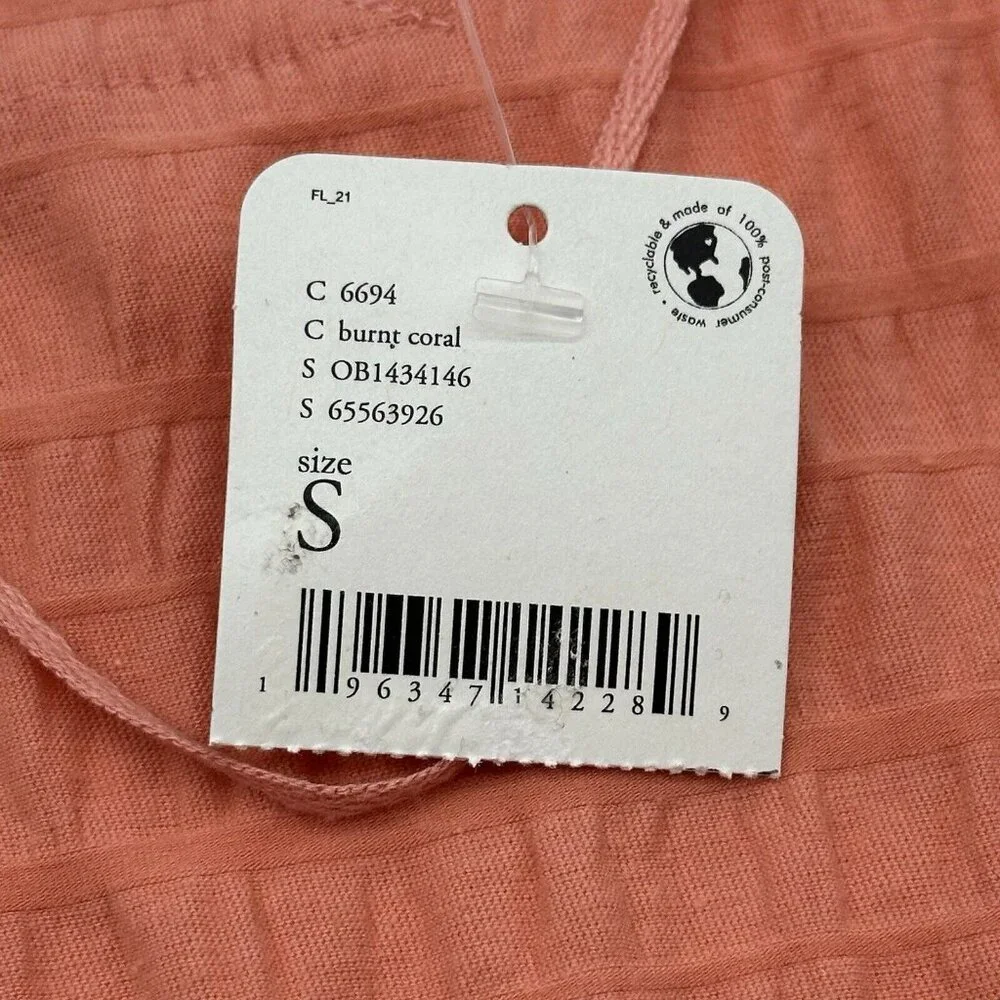 FL_21
recyclable & made of 100% post-consumer waste •
C 6694
C burnt coral
S OB1434146
S 65563926
size
S
1 96347 14228 9